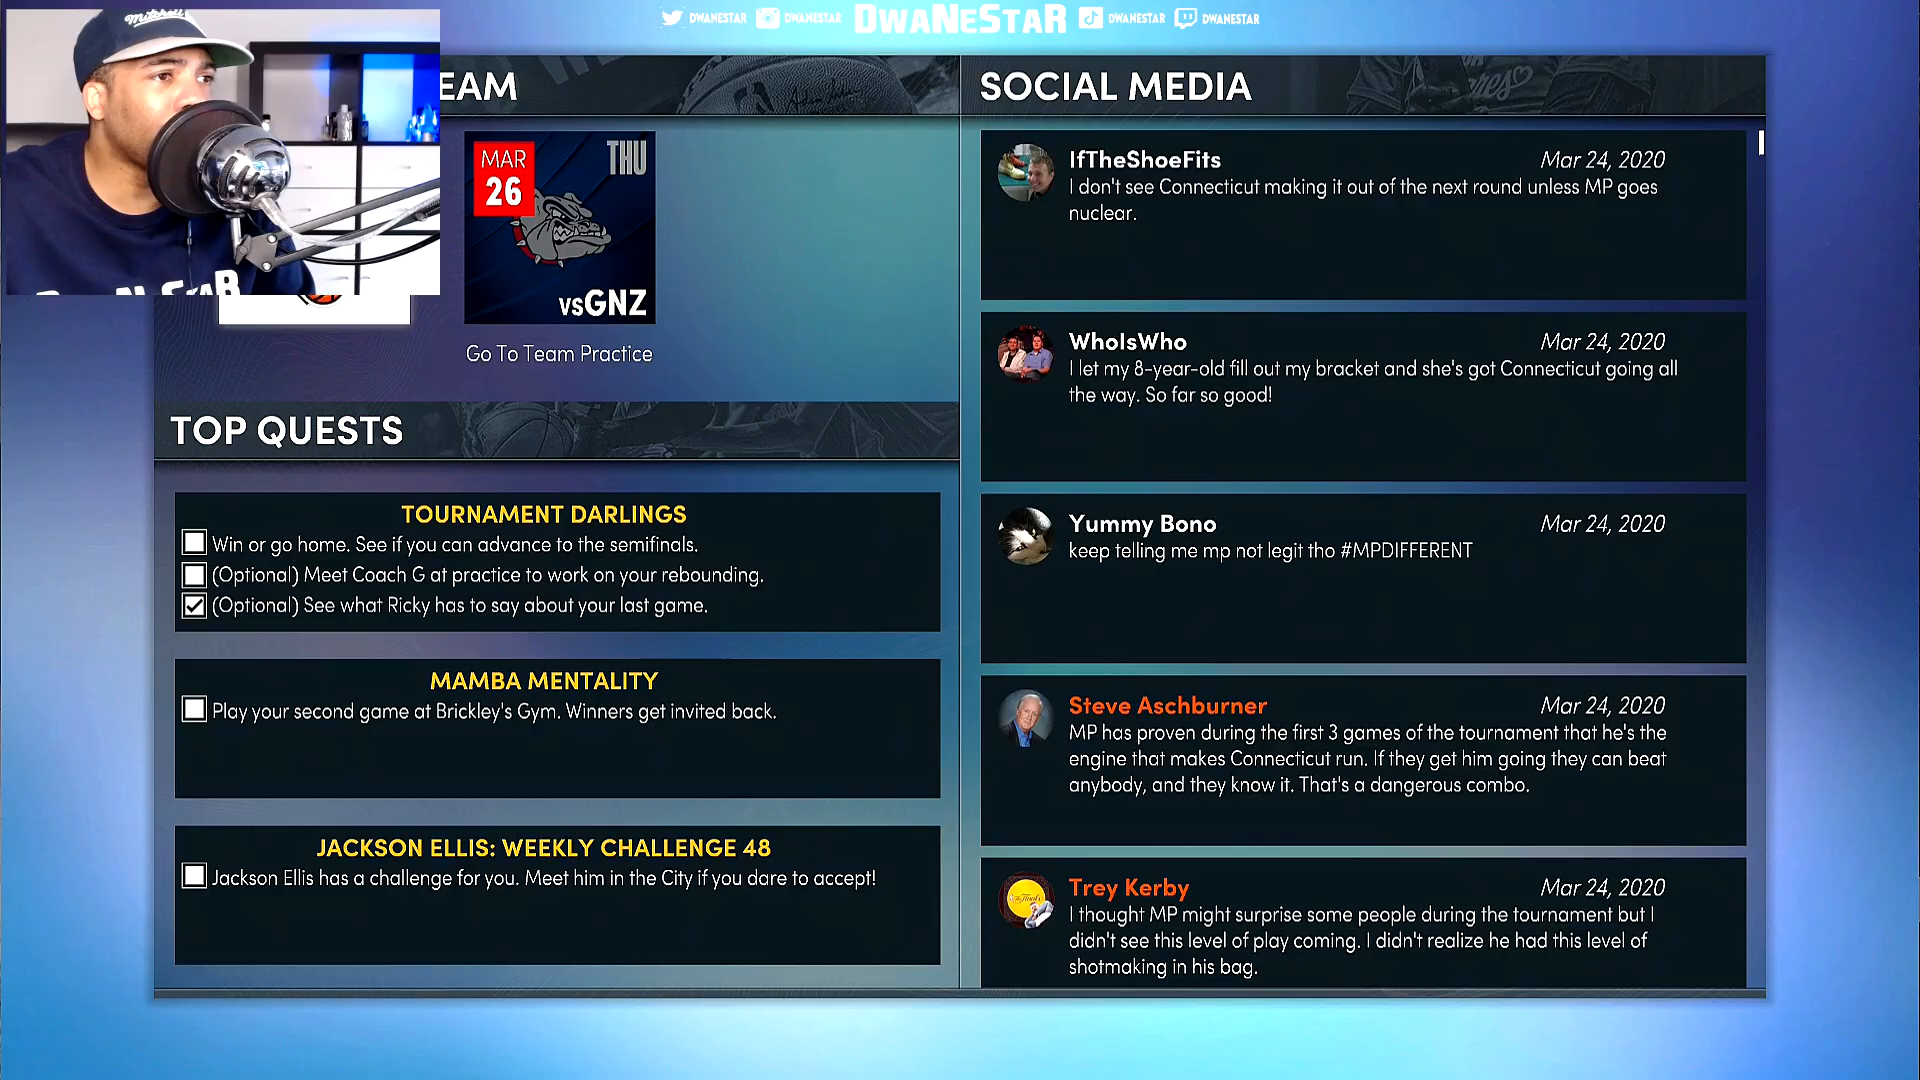 Mitchell
DWANESTAR
DWANESTAR
DWANESTAR
DWANESTAR
DWANESTAR
EAM
MAR
26
THU
vsGNZ
Go To Team Practice
TOP QUESTS
TOURNAMENT DARLINGS
Win or go home. See if you can advance to the semifinals.
(Optional) Meet Coach G at practice to work on your rebounding.
(Optional) See what Ricky has to say about your last game.
MAMBA MENTALITY
Play your second game at Brickley's Gym. Winners get invited back.
JACKSON ELLIS: WEEKLY CHALLENGE 48
Jackson Ellis has a challenge for you. Meet him in the City if you dare to accept!
SOCIAL MEDIA
IfTheShoeFits
Mar 24, 2020
I don't see Connecticut making it out of the next round unless MP goes
nuclear.
WhoIsWho
Mar 24, 2020
I let my 8-year-old fill out my bracket and she's got Connecticut going all
the way. So far so good!
Yummy Bono
Mar 24, 2020
keep telling me mp not legit tho #MPDIFFERENT
Steve Aschburner
Mar 24, 2020
MP has proven during the first 3 games of the tournament that he's the
engine that makes Connecticut run. If they get him going they can beat
anybody, and they know it. That's a dangerous combo.
Trey Kerby
Mar 24, 2020
I thought MP might surprise some people during the tournament but I
didn't see this level of play coming. I didn't realize he had this level of
shotmaking in his bag.